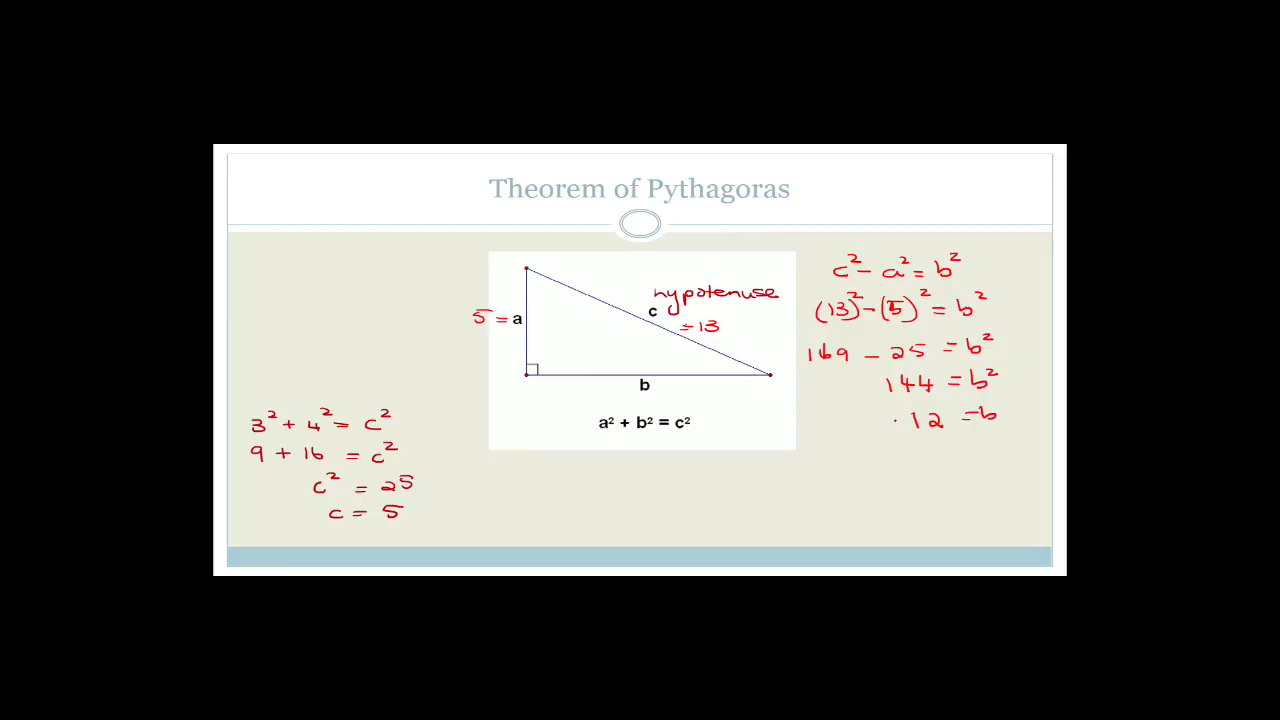 Theorem of Pythagoras
hypotenuse
5 = a
c
= 13
b
a² + b² = c²
3² + 4² = c²
9 + 16 = c²
c² = 25
c = 5
c² - a² = b²
(13)² - (5)² = b²
169 - 25 = b²
144 = b²
12 = b